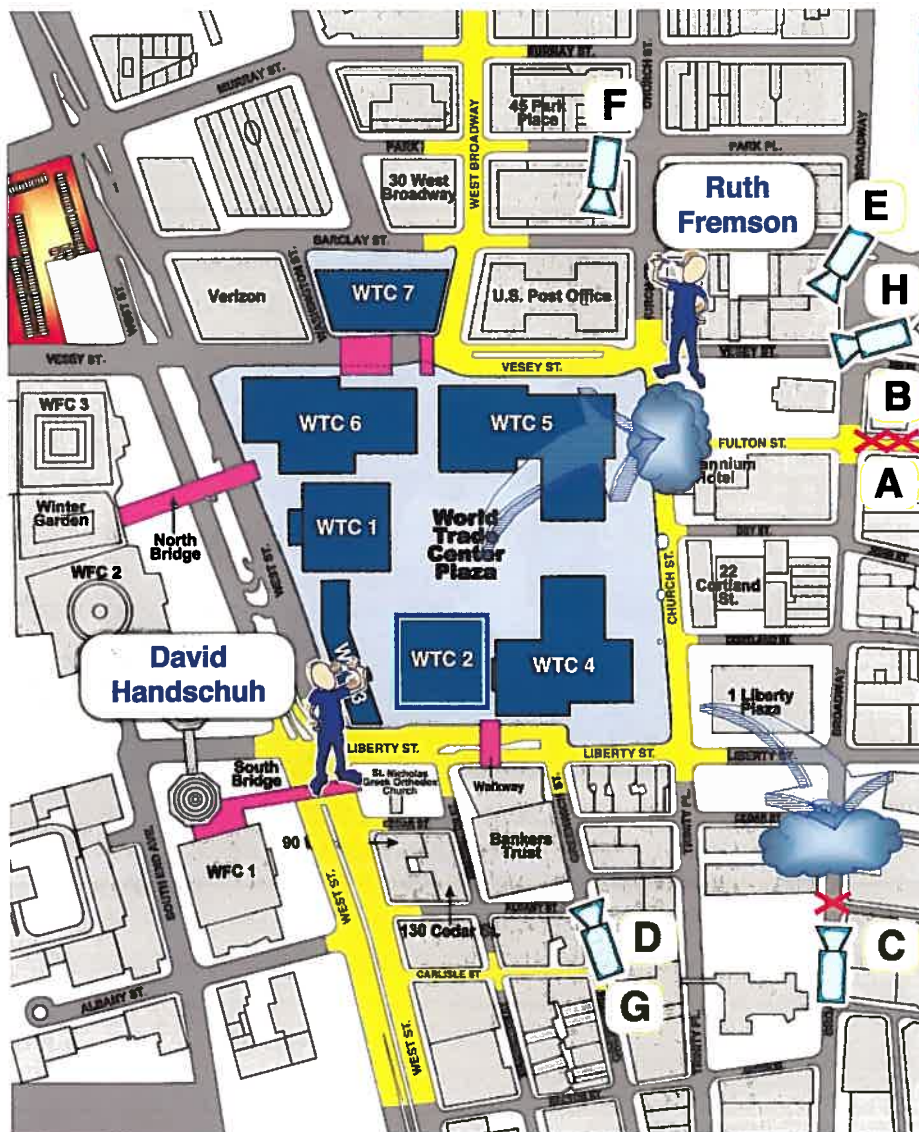 MURRAY ST.
MURRAY ST.
CHURCH ST.
BROADWAY
45 Park
Place
F
PARK
PARK PL.
WEST BROADWAY
30 West
Broadway
Ruth
Fremson
E
BARCLAY ST.
WEST ST.
Verizon
WTC 7
U.S. Post Office
H
VESEY ST.
VESEY ST.
VESEY ST.
WFC 3
WTC 6
WTC 5
B
FULTON ST.
A
Winter
Garden
North
Bridge
WTC 1
World
Trade
Center
Plaza
WFC 2
WEST ST.
CHURCH ST.
22
Cortland
St.
WTC 2
WTC 4
David
Handschuh
1 Liberty
Plaza
BROADWAY
LIBERTY ST.
LIBERTY ST.
LIBERTY ST.
South
Bridge
St. Nicholas
Greek Orthodox
Church
Walkway
CEDAR ST
CEDAR ST
TRINITY PL.
90
Bankers
Trust
WFC 1
SOUTH END AVE.
WEST ST.
ALBANY ST
130 Cedar St.
D
C
CARLISLE ST
G
ALBANY ST
WEST ST.
TRINITY PL.